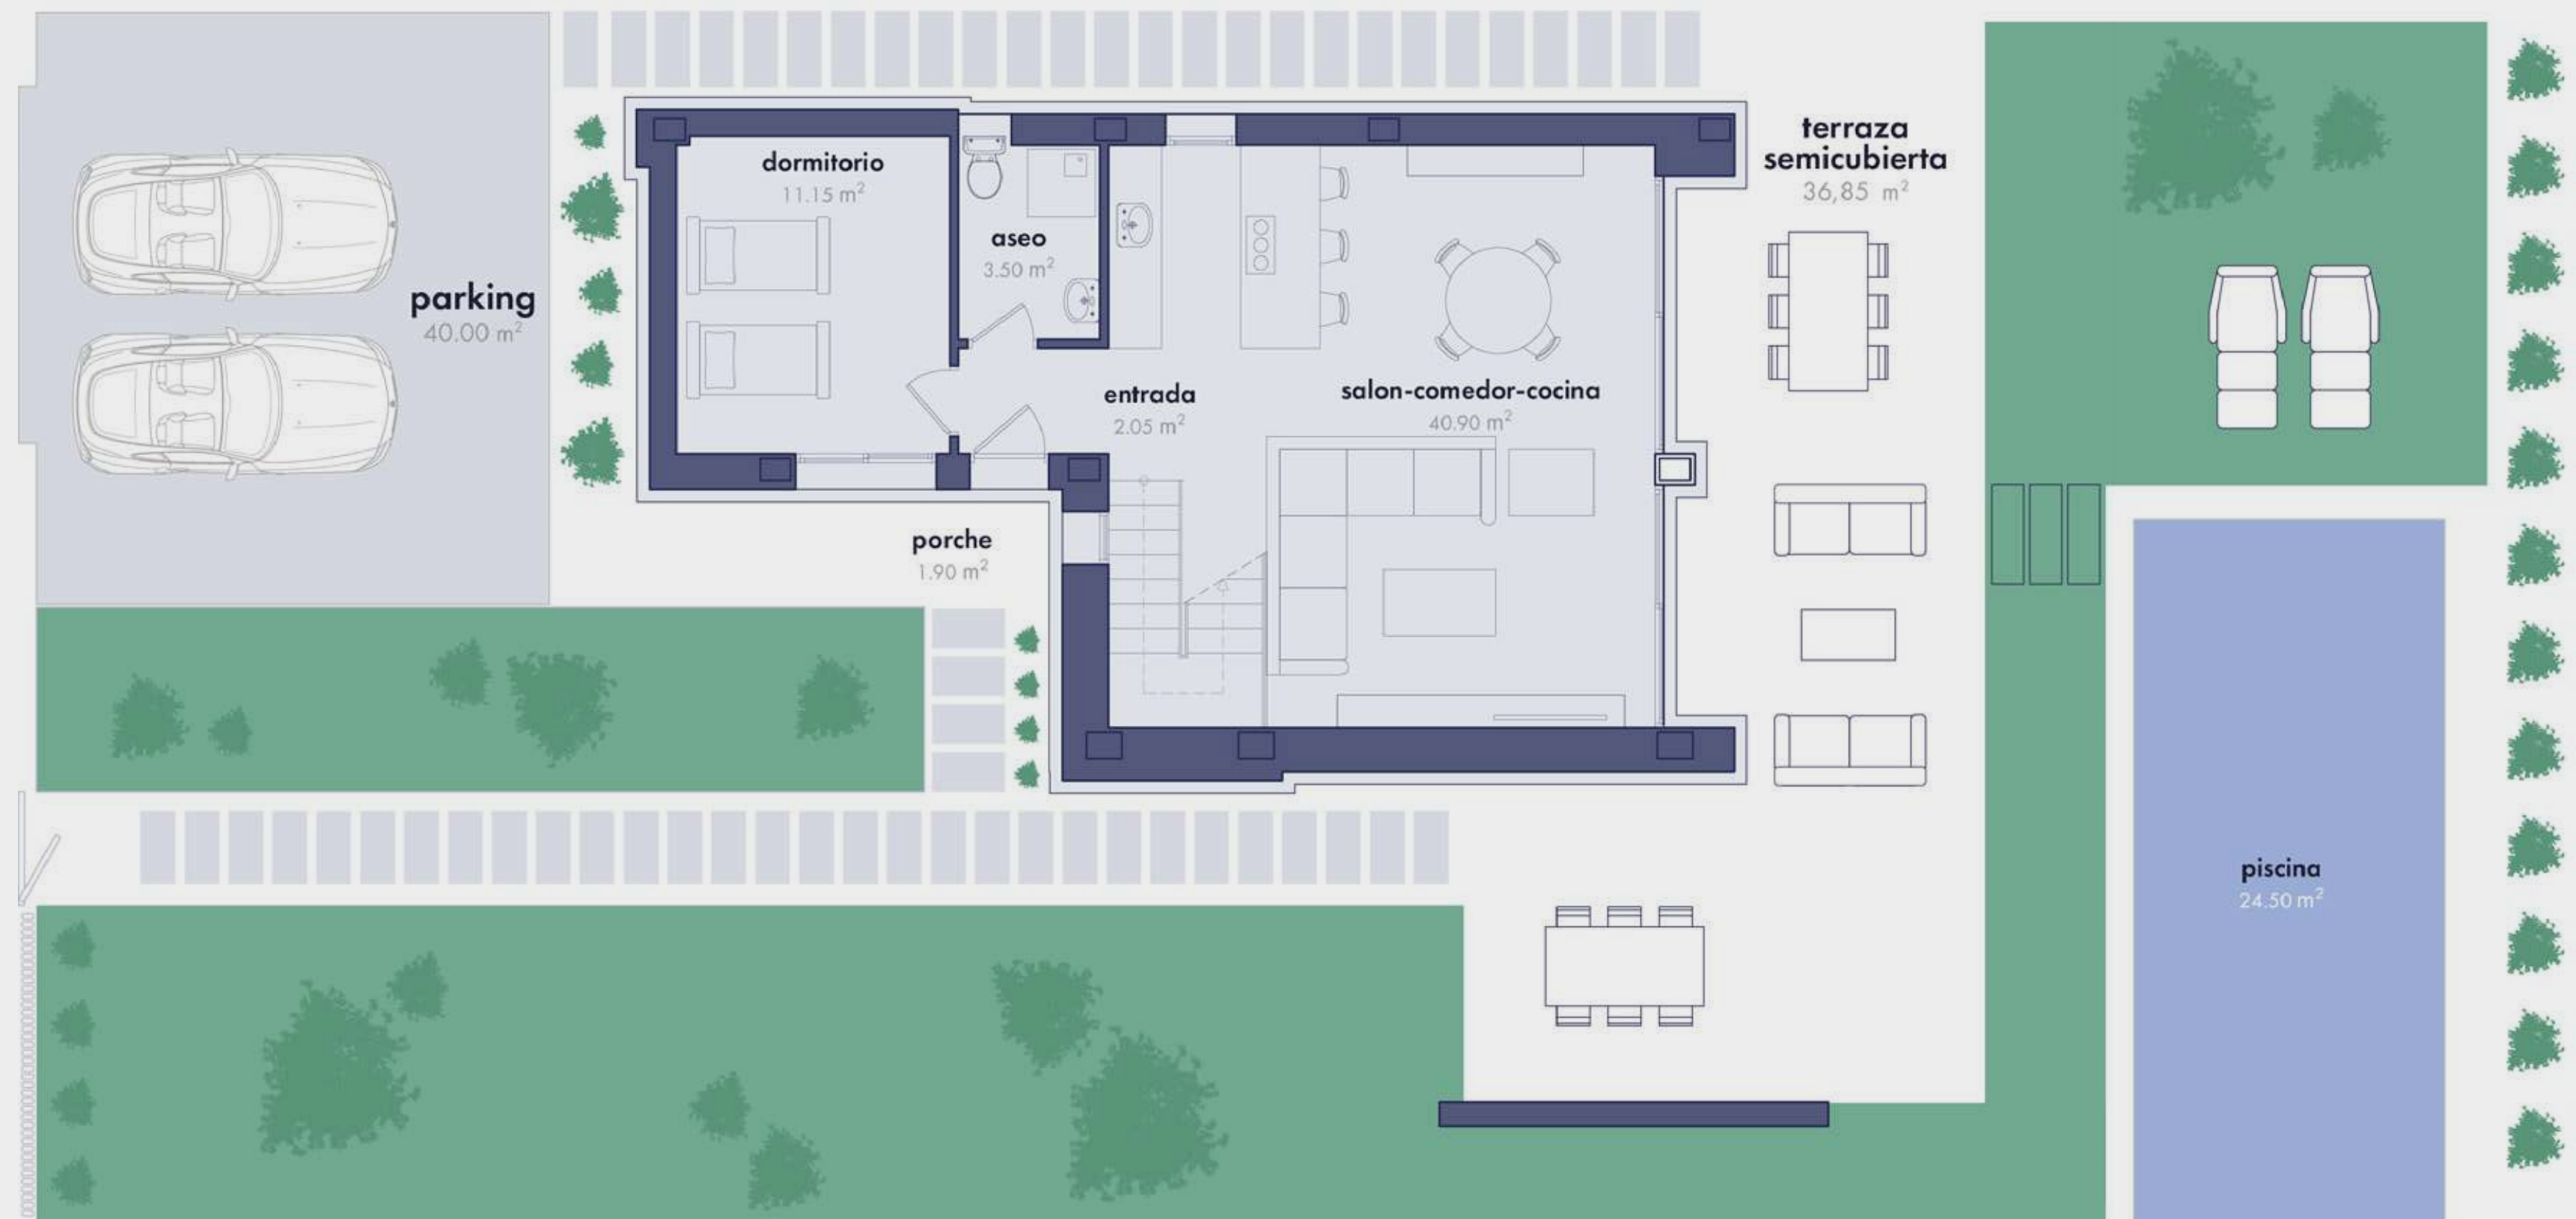 terraza
semicubierta
36,85 m²
dormitorio
11.15 m²
aseo
3.50 m²
parking
40.00 m²
entrada
2.05 m²
salon-comedor-cocina
40.90 m²
porche
1.90 m²
piscina
24.50 m²